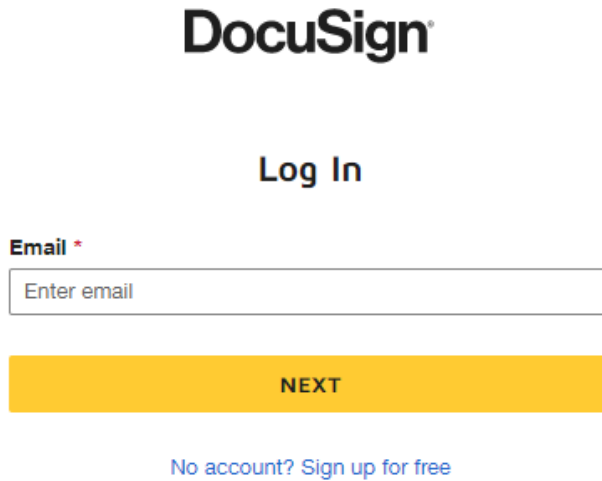 DocuSign®
Log In
Email *
Enter email
NEXT
No account? Sign up for free